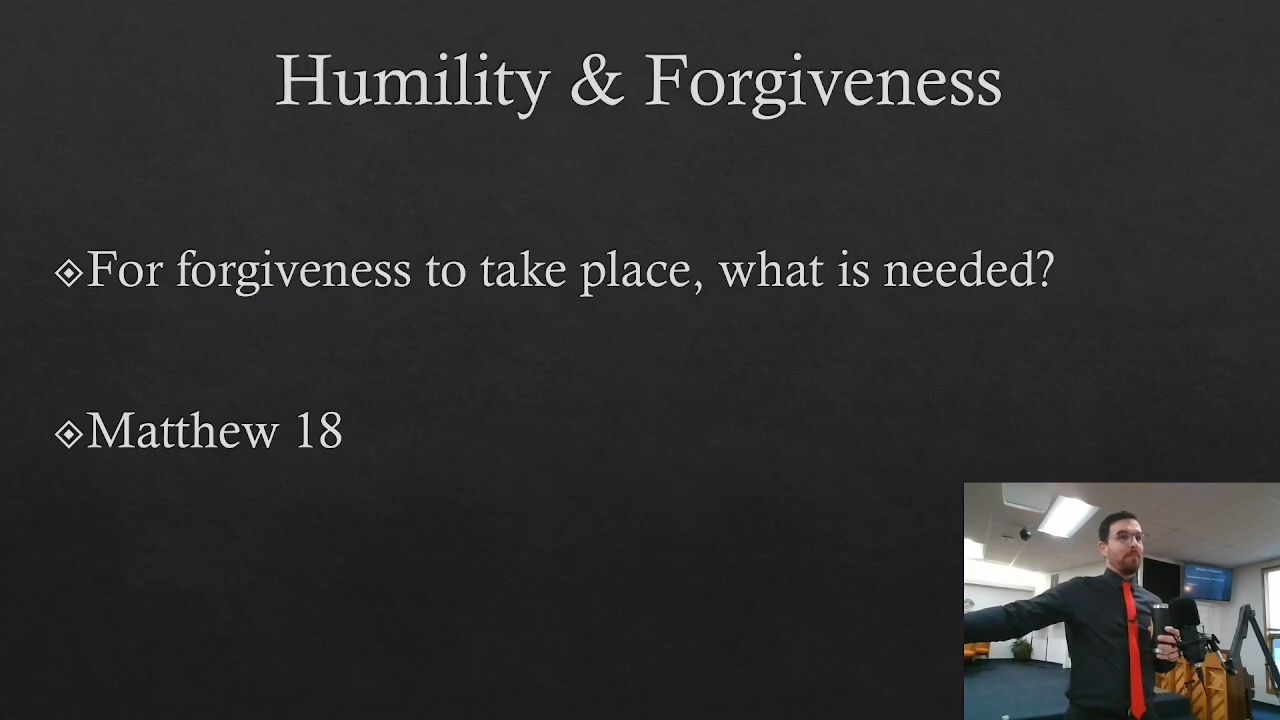 Humility & Forgiveness
For forgiveness to take place, what is needed?
Matthew 18